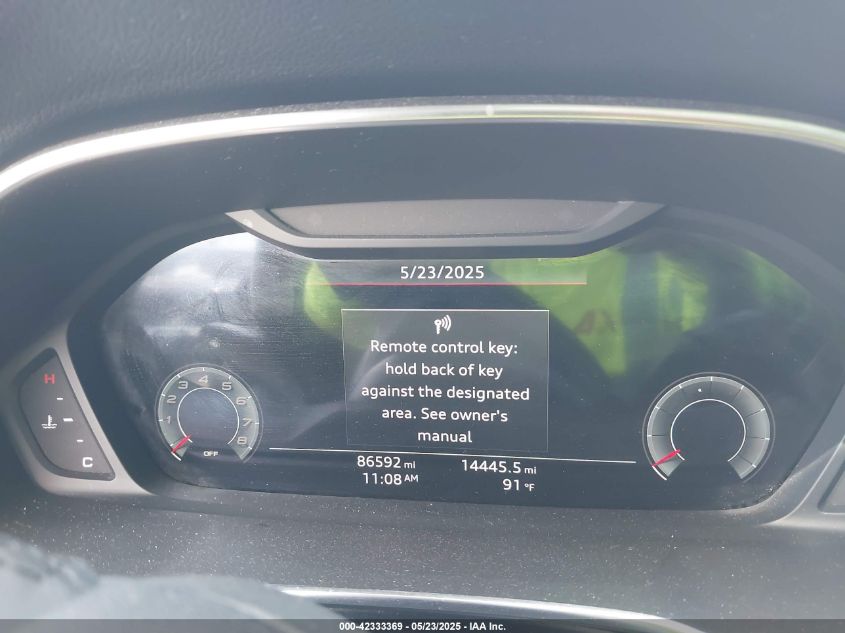 5/23/2025
Remote control key:
hold back of key
against the designated
area. See owner's
manual
H
C
1
2
3
4
5
6
7
8
OFF
86592 mi
14445.5 mi
11:08 AM
91 °F
000-42333369 - 05/23/2025 - IAA Inc.